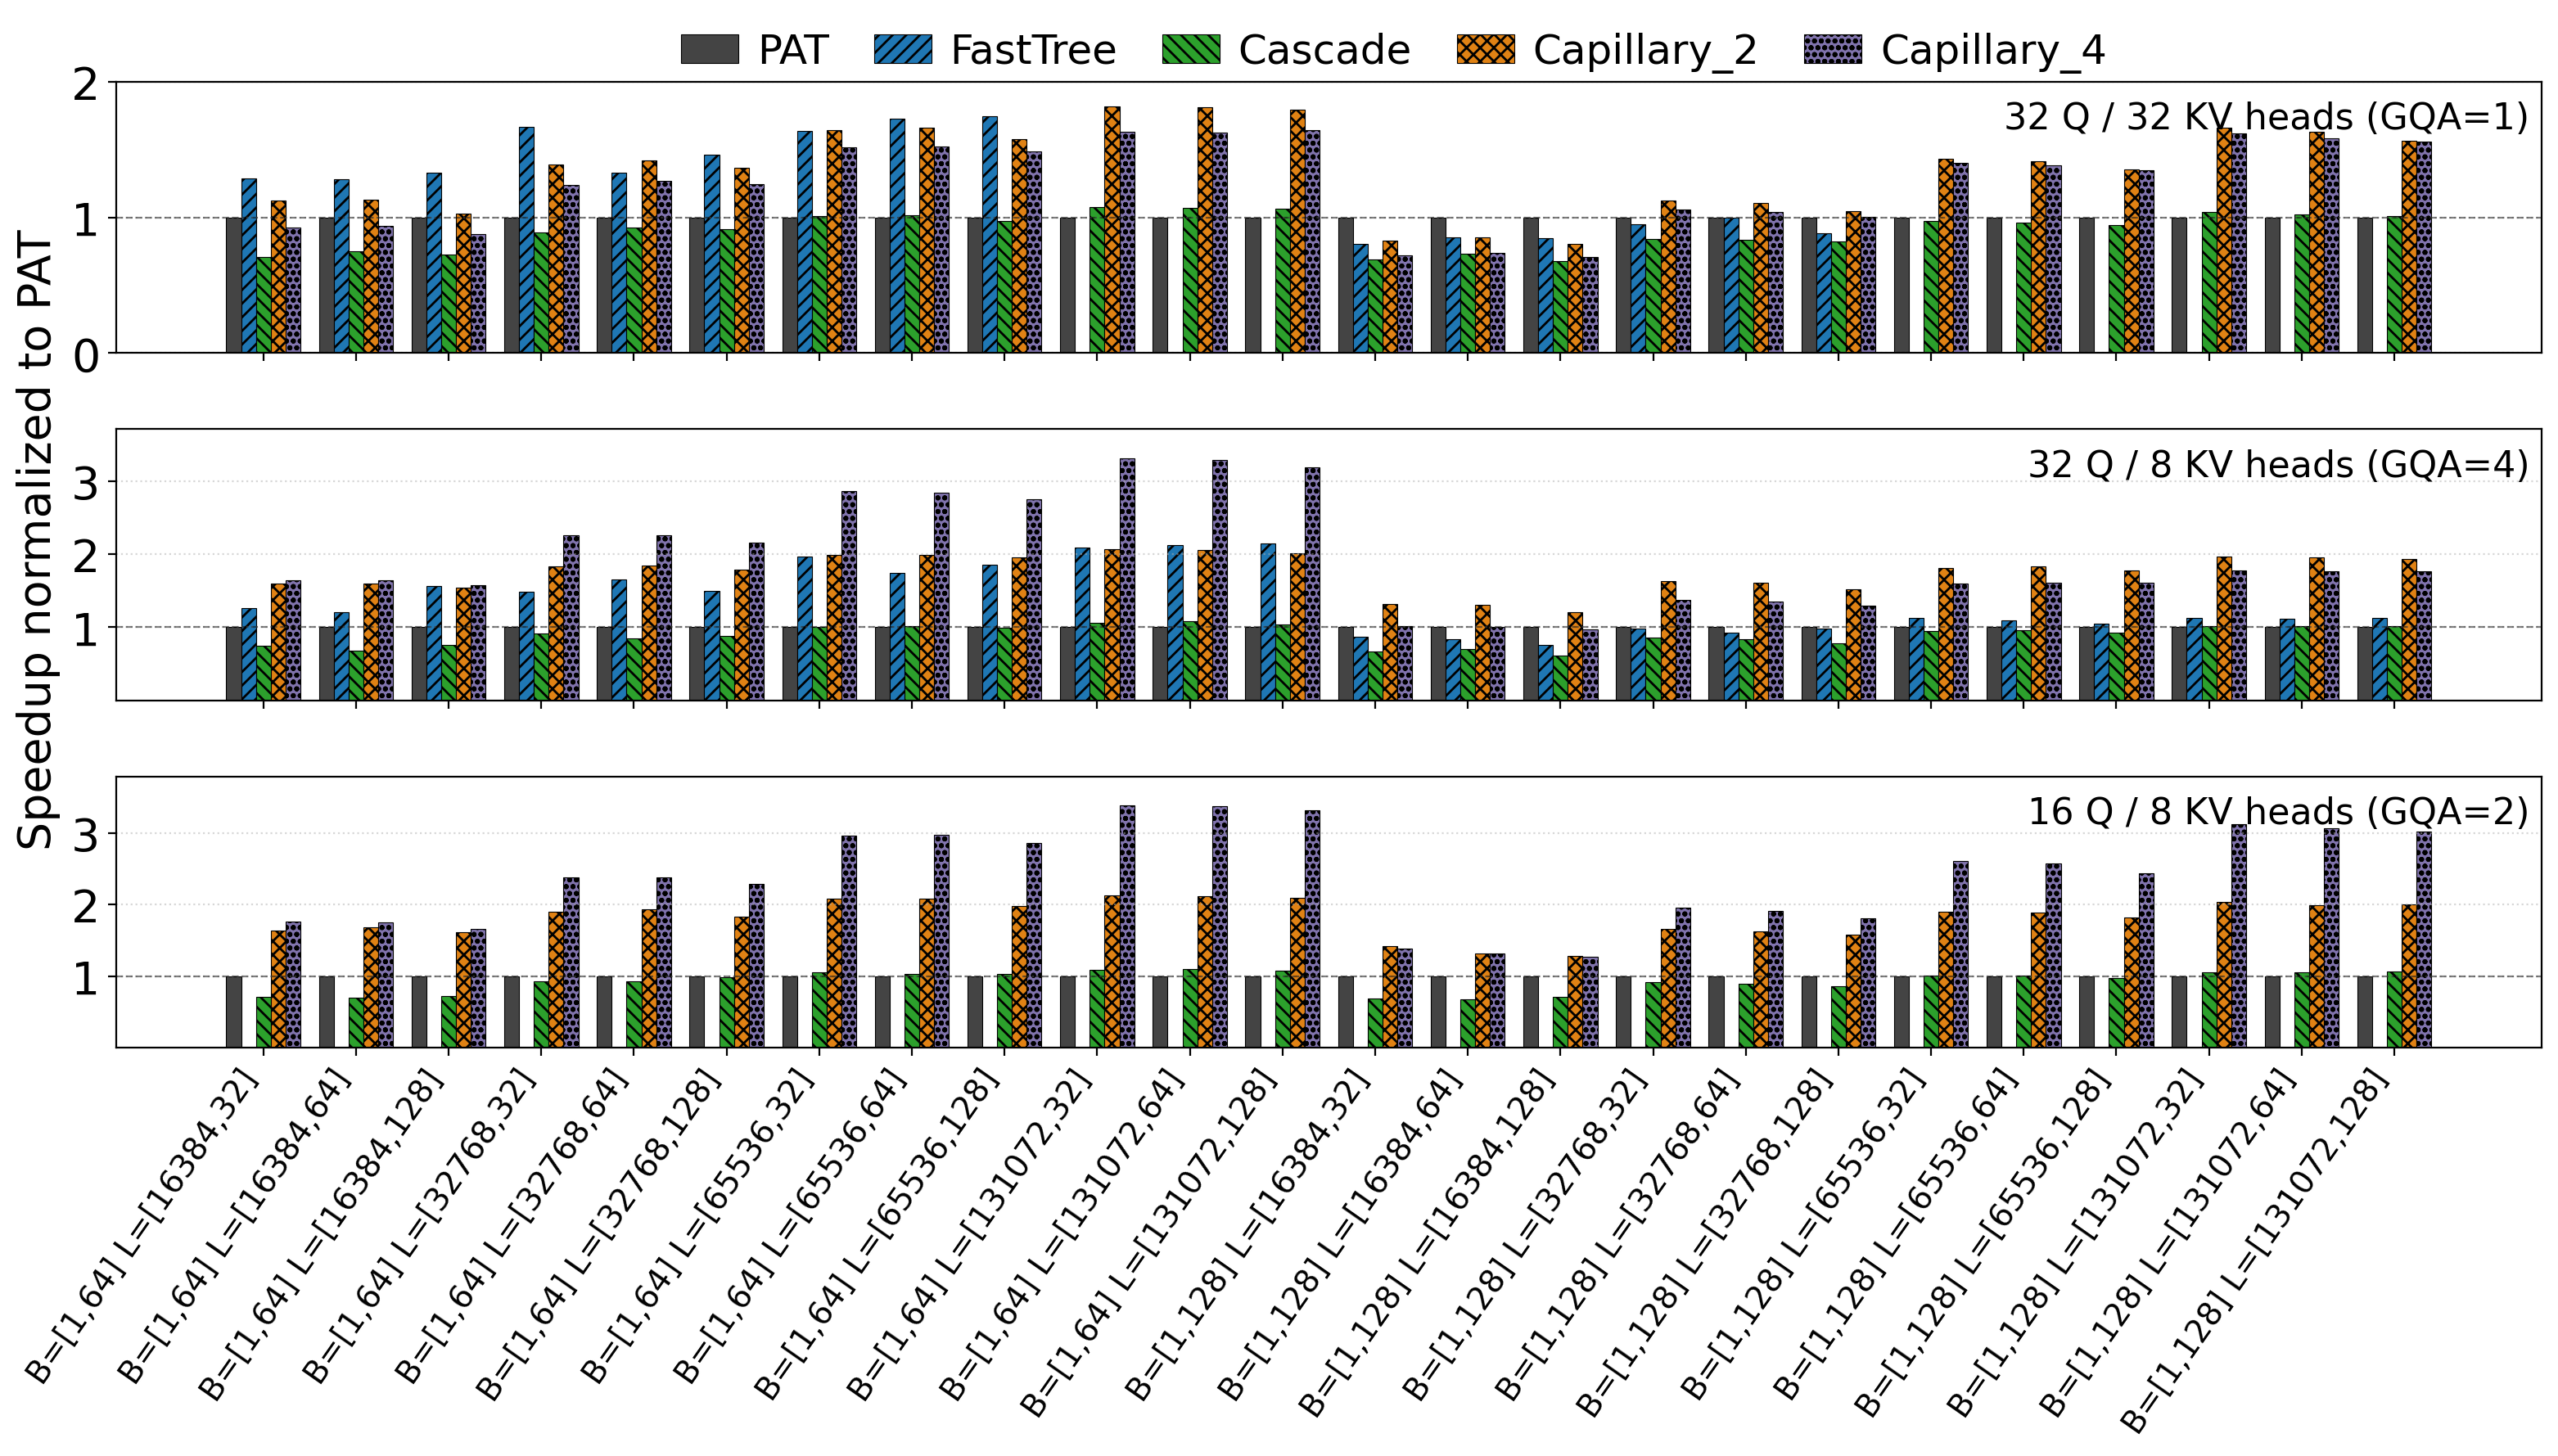 PAT FastTree Cascade Capillary_2 Capillary_4
Speedup normalized to PAT
2
1
0
32 Q / 32 KV heads (GQA=1)
3
2
1
32 Q / 8 KV heads (GQA=4)
3
2
1
16 Q / 8 KV heads (GQA=2)
B=[1,64] L=[16384,32]
B=[1,64] L=[16384,64]
B=[1,64] L=[16384,128]
B=[1,64] L=[32768,32]
B=[1,64] L=[32768,64]
B=[1,64] L=[32768,128]
B=[1,64] L=[65536,32]
B=[1,64] L=[65536,64]
B=[1,64] L=[65536,128]
B=[1,64] L=[131072,32]
B=[1,64] L=[131072,64]
B=[1,64] L=[131072,128]
B=[1,128] L=[16384,32]
B=[1,128] L=[16384,64]
B=[1,128] L=[16384,128]
B=[1,128] L=[32768,32]
B=[1,128] L=[32768,64]
B=[1,128] L=[32768,128]
B=[1,128] L=[65536,32]
B=[1,128] L=[65536,64]
B=[1,128] L=[65536,128]
B=[1,128] L=[131072,32]
B=[1,128] L=[131072,64]
B=[1,128] L=[131072,128]